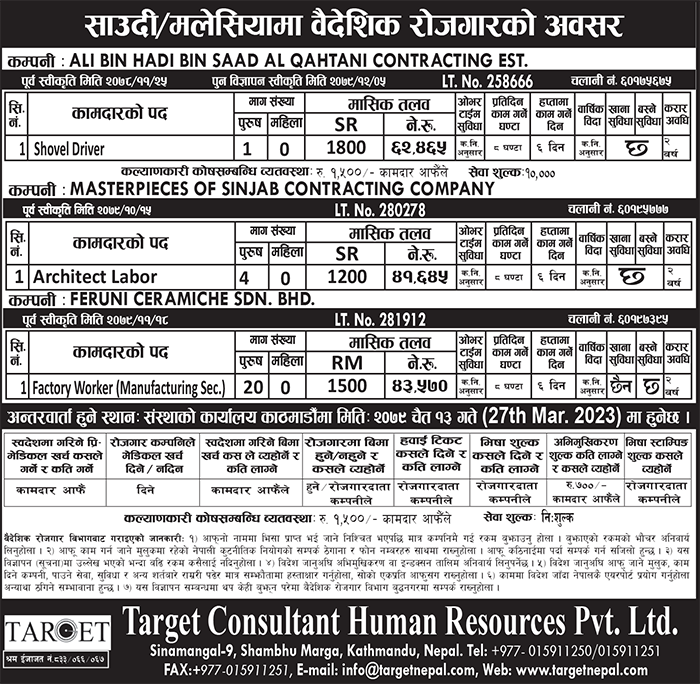 साउदी/मलेसियामा वैदेशिक रोजगारको अवसर
कम्पनी : ALI BIN HADI BIN SAAD AL QAHTANI CONTRACTING EST.
पूर्व स्वीकृति मिति २०७८/११/२५ पुन विज्ञापन स्वीकृति मिति २०७९/१२/०५ LT. No. 258666 चलानी नं. ६०१७५६७५
सि. नं. कामदारको पद माग संख्या पुरुष महिला मासिक तलव SR ने.रु. ओभर टाईम सुविधा प्रतिदिन काम गर्ने घण्टा हप्तामा काम गर्ने दिन वार्षिक विदा खाना सुविधा बस्ने सुविधा करार अवधि
1 Shovel Driver 1 0 1800 ६२,४६५ क.नि. अनुसार ८ घण्टा ६ दिन क.नि. अनुसार छ २ वर्ष
कल्याणकारी कोषसम्बन्धि व्यवस्थाः रु. १,५००/- कामदार आफैंले सेवा शुल्कः १०,०००
कम्पनी : MASTERPIECES OF SINJAB CONTRACTING COMPANY
पूर्व स्वीकृति मिति २०७९/१०/१५ LT. No. 280278 चलानी नं. ६०१९५७७७
सि. नं. कामदारको पद माग संख्या पुरुष महिला मासिक तलव SR ने.रु. ओभर टाईम सुविधा प्रतिदिन काम गर्ने घण्टा हप्तामा काम गर्ने दिन वार्षिक विदा खाना सुविधा बस्ने सुविधा करार अवधि
1 Architect Labor 4 0 1200 ४१,६४५ क.नि. अनुसार ८ घण्टा ६ दिन क.नि. अनुसार छ २ वर्ष
कम्पनी : FERUNI CERAMICHE SDN. BHD.
पूर्व स्वीकृति मिति २०७९/११/१८ LT. No. 281912 चलानी नं. ६०१९७३९५
सि. नं. कामदारको पद माग संख्या पुरुष महिला मासिक तलव RM ने.रु. ओभर टाईम सुविधा प्रतिदिन काम गर्ने घण्टा हप्तामा काम गर्ने दिन वार्षिक विदा खाना सुविधा बस्ने सुविधा करार अवधि
1 Factory Worker (Manufacturing Sec.) 20 0 1500 ४३,५७० क.नि. अनुसार ८ घण्टा ६ दिन क.नि. अनुसार छैन छ २ वर्ष
अन्तरवार्ता हुने स्थानः संस्थाको कार्यालय काठमाडौंमा मितिः २०७९ चैत १३ गते (27th Mar. 2023) मा हुनेछ ।
स्वदेशमा गरिने प्रि-मेडिकल खर्च कसले गर्ने र कति गर्ने रोजगार कम्पनिले मेडिकल खर्च दिने / नदिन स्वदेशमा गरिने बिमा खर्च कस ले व्यहोर्ने र कति लाग्ने रोजगारमा बिमा हुने/नहुने र कसले व्यहोर्ने हवाई टिकट कसले दिने र कति लाग्ने भिषा शुल्क कसले दिने र कति लाग्ने अभिमुखिकरण शुल्क कति लाग्ने र कसले व्यहोर्ने भिषा स्टाम्पिङ शुल्क कसले व्यहोर्ने
कामदार आफैं दिने कामदार आफैंले हुने/रोजगारदाता कम्पनीले रोजगारदाता कम्पनीले रोजगारदाता कम्पनीले रु.७००/- कामदार आफैंले रोजगारदाता कम्पनीले
कल्याणकारी कोषसम्बन्धि व्यवस्थाः रु. १,५००/- कामदार आफैंले सेवा शुल्कः निःशुल्क
वैदेशिक रोजगार विभागबाट गराइएको जानकारीः १) आफ्नो नाममा भिसा प्राप्त भई जाने निश्चित भएपछि मात्र कम्पनिमै गई रकम बुझाउनु होला । बुझाएको रकमको भौचर अनिवार्य
लिनुहोला । २) आफू काम गर्न जाने मुलुकमा रहेको नेपाली कुटनीतिक नियोगको सम्पर्क ठेगाना र फोन नम्बरहरु साथमा राख्नुहोला । आफू कठिनाईमा पर्दा सम्पर्क गर्न सजिलो हुन्छ । ३) यस
विज्ञापन (सूचना)मा उल्लेख भएको भन्दा बढि रकम कसैलाई नदिनुहोला । ४) विदेश जानुअघि अभिमुखिकरण वा इन्डक्सन तालिम अनिवार्य लिनुपर्नेछ । ५) विदेश जानुअघि आफू जाने मुलुक, काम
दिने कम्पनी, पाउने सेवा, सुविधा र अन्य शर्तबारे राम्ररी पढेर मात्र सम्झौतामा हस्ताक्षर गर्नुहोला, सोको एकप्रति आफूसँग राख्नुहोला । ६) काममा विदेश जाँदा नेपालकै एयरपोर्ट प्रयोग गर्नुहोला
अन्यथा ठगिने सम्भावना हुन्छ । ७) यस विज्ञापन सम्बन्धमा थप केही बुझ्नु परेमा वैदेशिक रोजगार विभाग बुद्धनगरमा सम्पर्क राख्नुहोला ।
TARGET
श्रम ईजाजत नं.८३३/०६६/०६७
Target Consultant Human Resources Pvt. Ltd.
Sinamangal-9, Shambhu Marga, Kathmandu, Nepal. Tel: +977- 015911250/015911251
FAX:+977-015911251, E-mail: info@targetnepal.com, Web: www.targetnepal.com